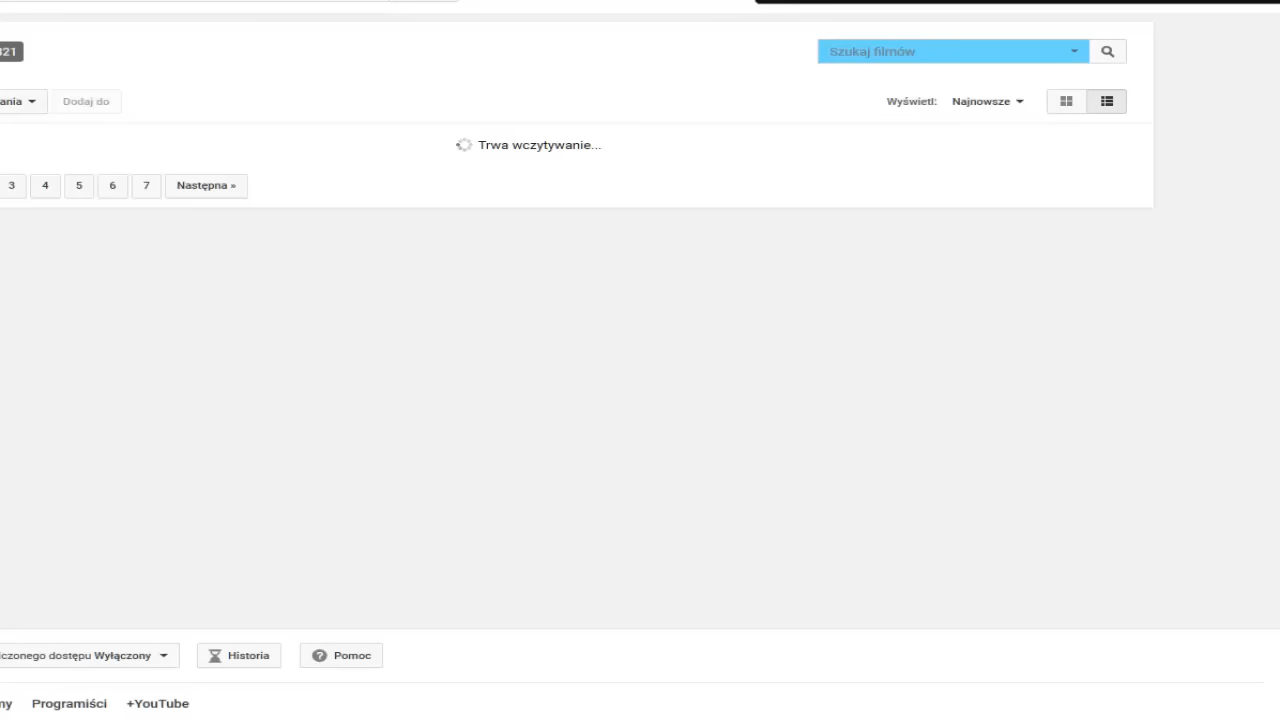 321
Szukaj filmów
ania Dodaj do Wyświetl: Najnowsze
Trwa wczytywanie...
3 4 5 6 7 Następna »
czonego dostępu Wyłączony Historia Pomoc
ny Programiści +YouTube